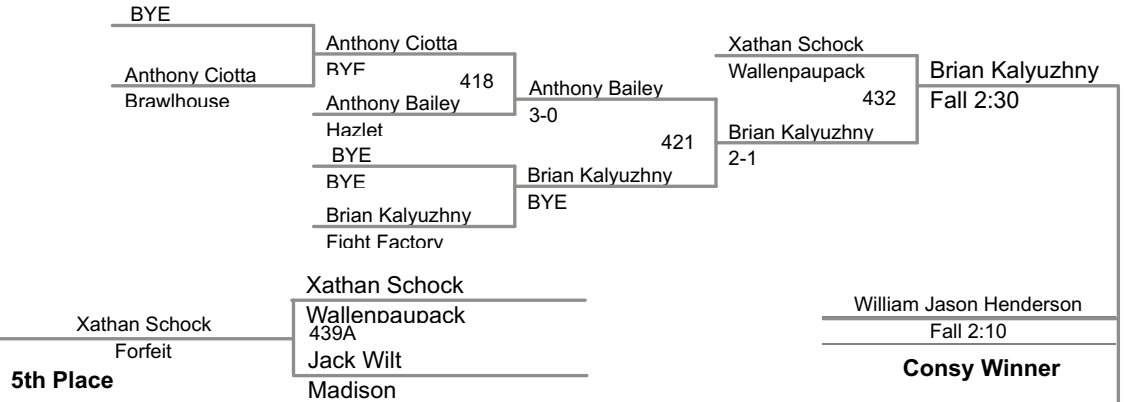 BYE
Anthony Ciotta
Brawlhouse
Anthony Ciotta
BYE
418
Anthony Bailey
Hazlet
BYE
BYE
Brian Kalyuzhny
Fight Factory
Anthony Bailey
3-0
421
Brian Kalyuzhny
BYE
Xathan Schock
Wallenpaupack
432
Brian Kalyuzhny
2-1
Brian Kalyuzhny
Fall 2:30
Xathan Schock
Wallenpaupack
439A
Jack Wilt
Madison
Xathan Schock
Forfeit
5th Place
William Jason Henderson
Fall 2:10
Consy Winner